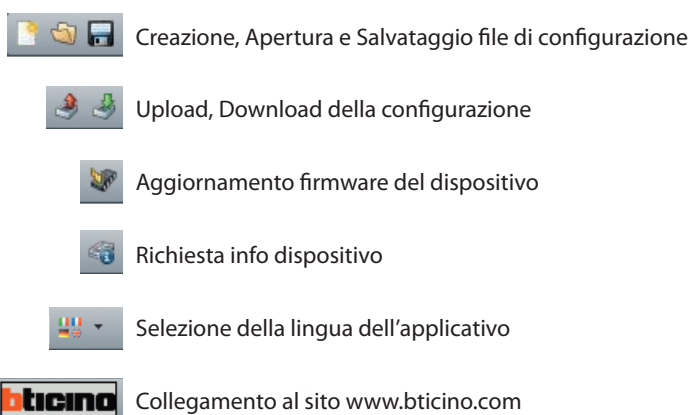 Creazione, Apertura e Salvataggio file di configurazione
Upload, Download della configurazione
Aggiornamento firmware del dispositivo
Richiesta info dispositivo
Selezione della lingua dell’applicativo
bticino Collegamento al sito www.bticino.com